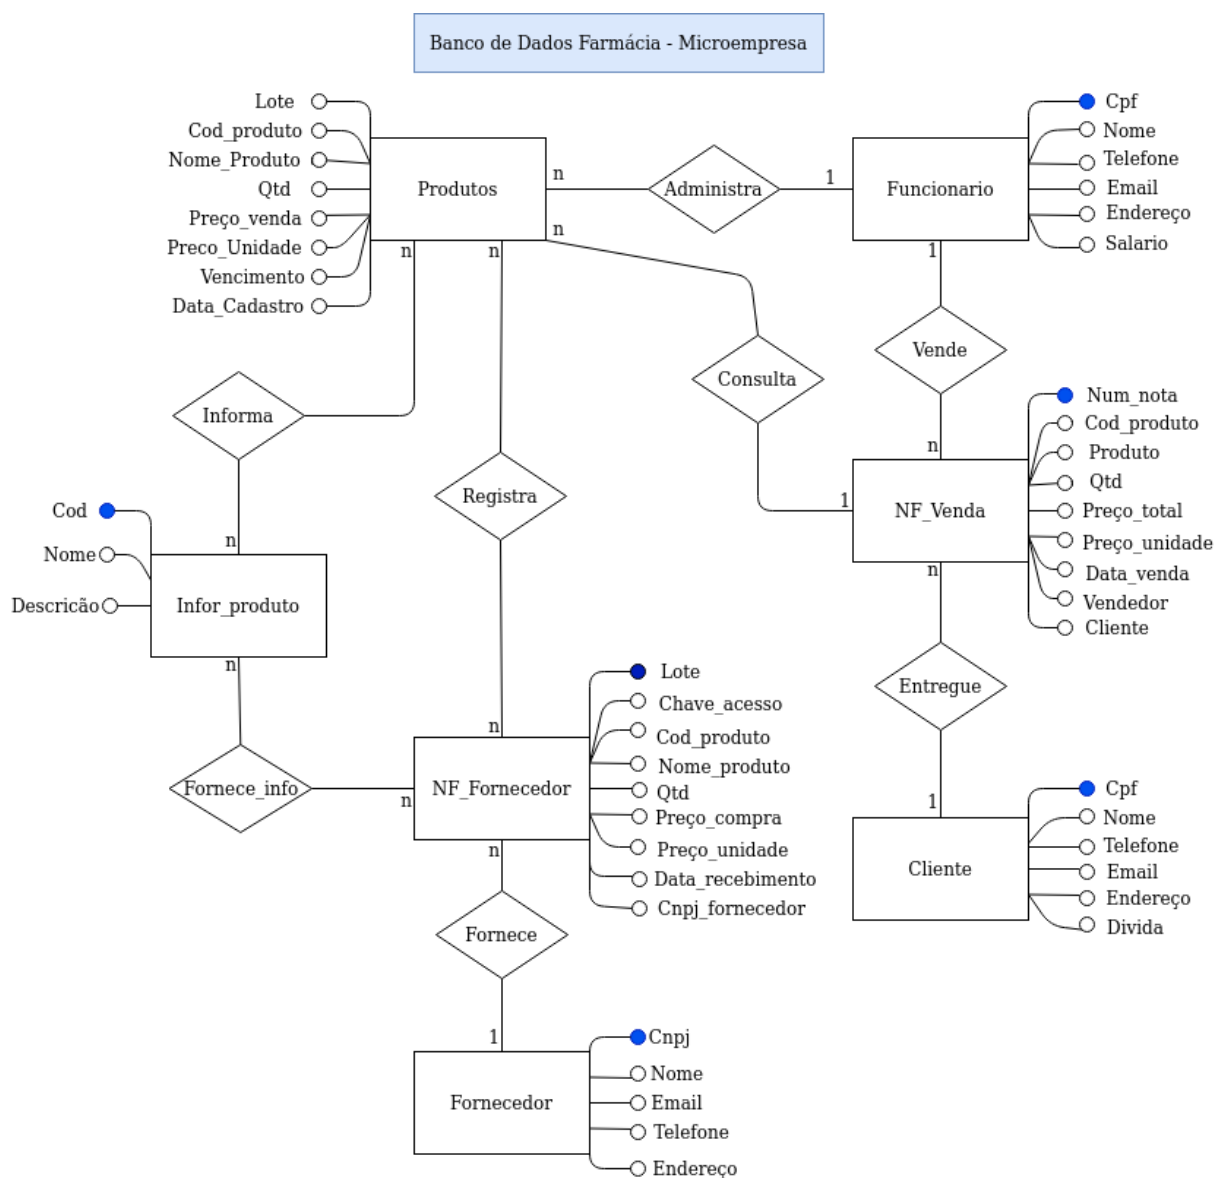 Banco de Dados Farmácia - Microempresa
Lote
Cod_produto
Nome_Produto
Qtd
Preço_venda
Preco_Unidade
Vencimento
Data_Cadastro
Produtos
n
n
n
n
Administra
1
Funcionario
Cpf
Nome
Telefone
Email
Endereço
Salario
1
Vende
n
Consulta
1
NF_Venda
Num_nota
Cod_produto
Produto
Qtd
Preço_total
Preço_unidade
Data_venda
Vendedor
Cliente
n
Entregue
1
Cliente
Cpf
Nome
Telefone
Email
Endereço
Divida
Informa
n
Cod
Nome
Descricão
Infor_produto
n
Registra
n
Fornece_info
n
NF_Fornecedor
Lote
Chave_acesso
Cod_produto
Nome_produto
Qtd
Preço_compra
Preço_unidade
Data_recebimento
Cnpj_fornecedor
n
Fornece
1
Fornecedor
Cnpj
Nome
Email
Telefone
Endereço